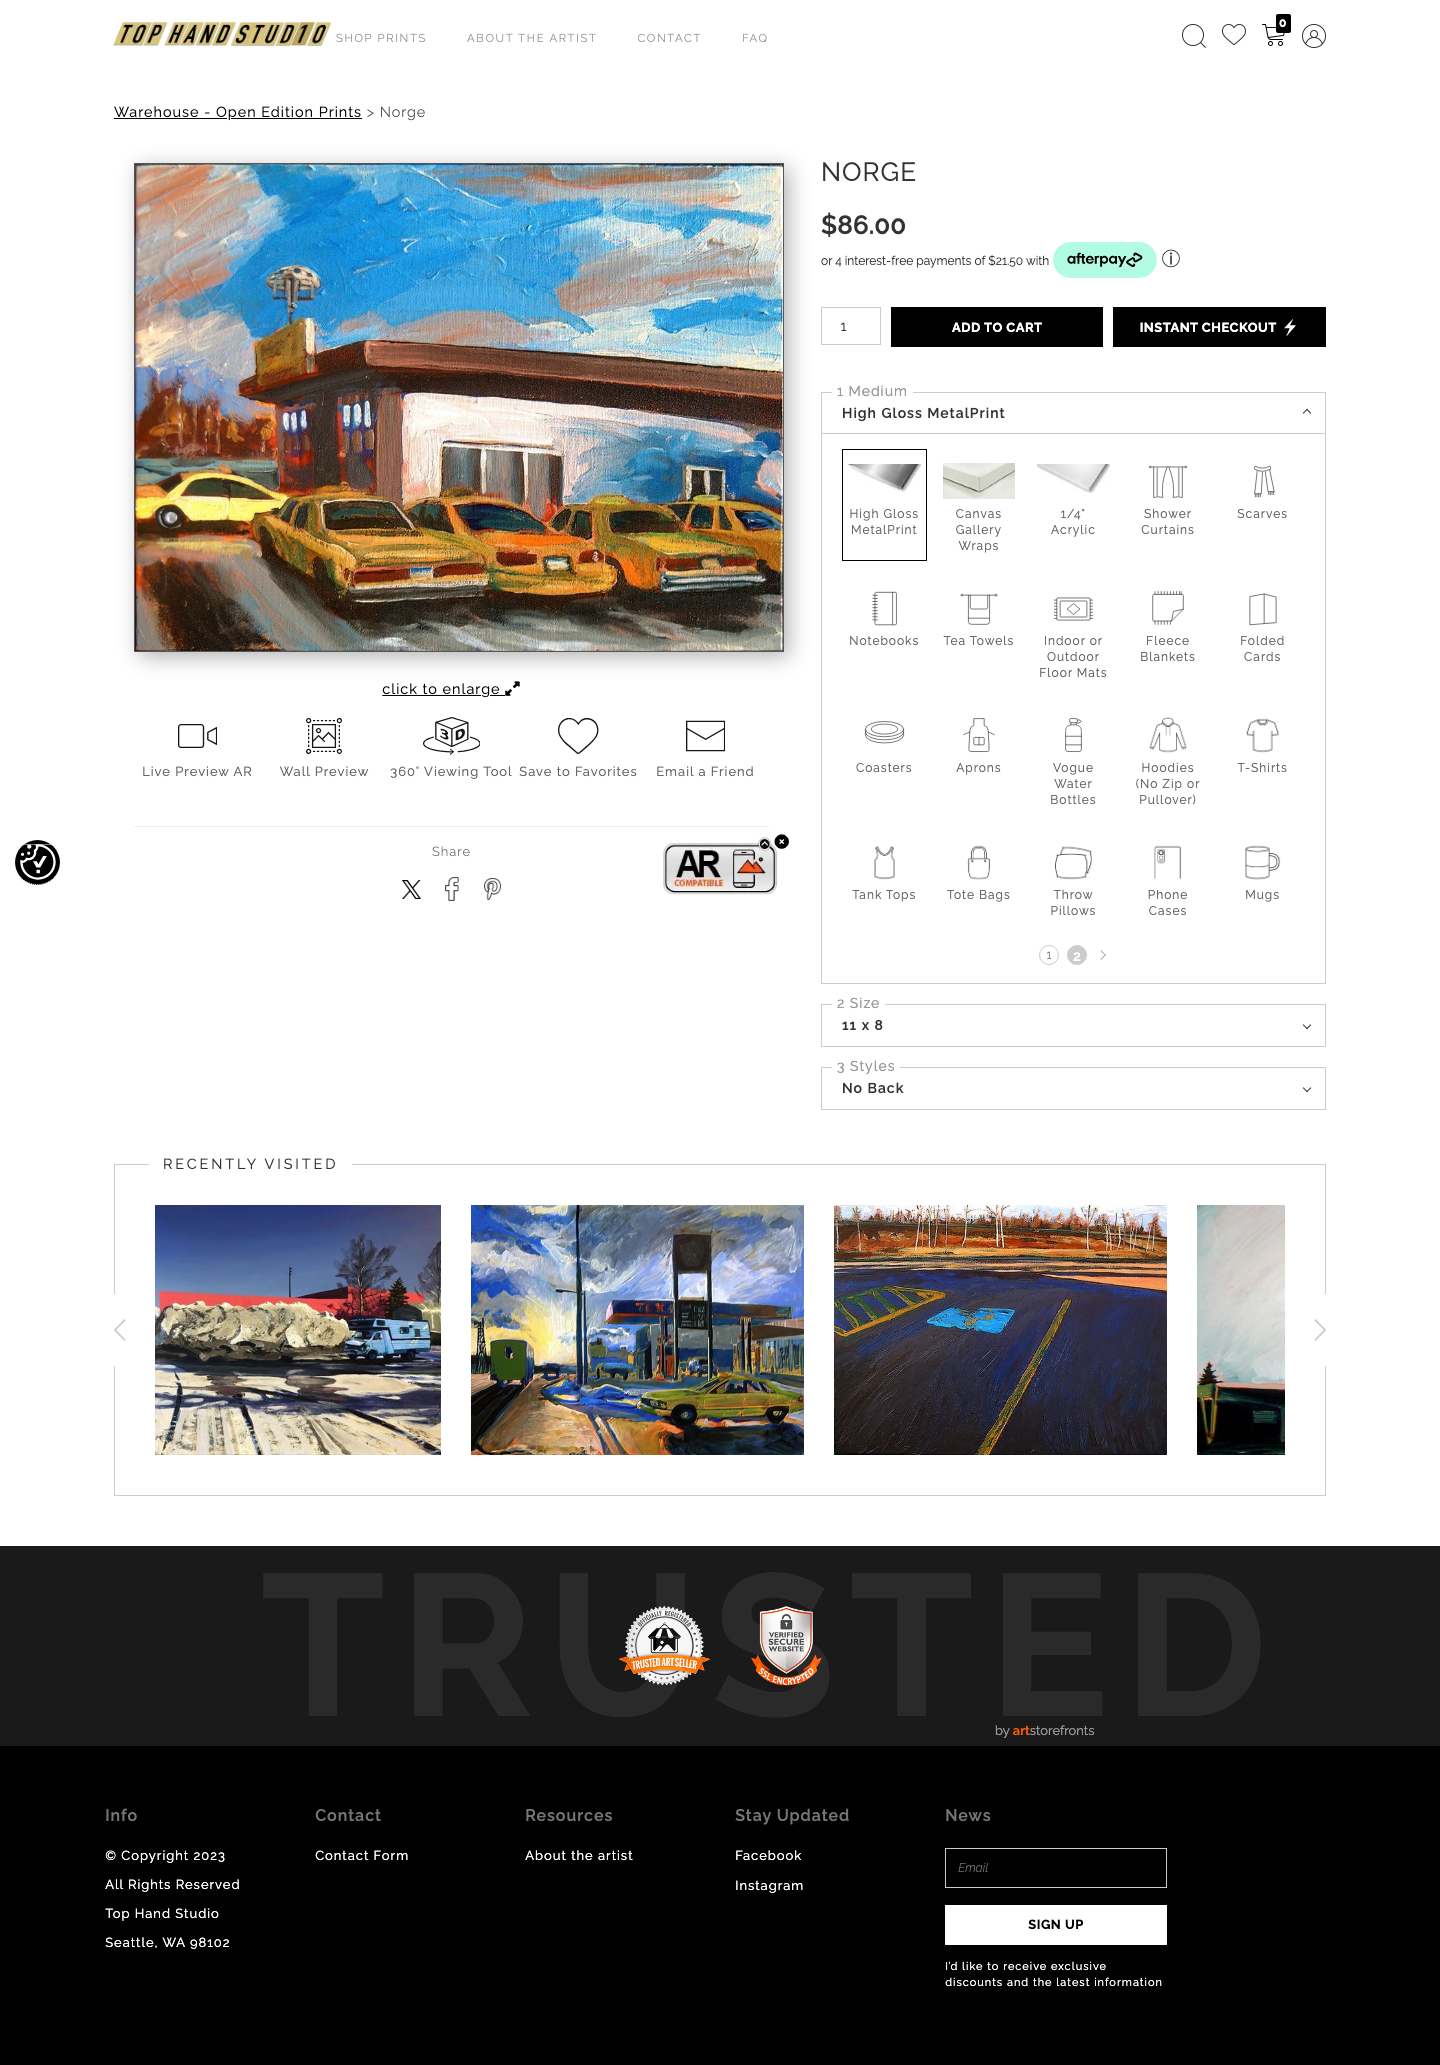 TOP HAND STUD10
SHOP PRINTS
ABOUT THE ARTIST
CONTACT
FAQ
0
Warehouse - Open Edition Prints > Norge
NORGE
$86.00
or 4 interest-free payments of $21.50 with afterpay
1
ADD TO CART
INSTANT CHECKOUT
1 Medium
High Gloss MetalPrint
High Gloss
MetalPrint
Canvas
Gallery
Wraps
1/4"
Acrylic
Shower
Curtains
Scarves
Notebooks
Tea Towels
Indoor or
Outdoor
Floor Mats
Fleece
Blankets
Folded
Cards
Coasters
Aprons
Vogue
Water
Bottles
Hoodies
(No Zip or
Pullover)
T-Shirts
Tank Tops
Tote Bags
Throw
Pillows
Phone
Cases
Mugs
1
2
2 Size
11 x 8
3 Styles
No Back
click to enlarge
3D
Live Preview AR
Wall Preview
360° Viewing Tool
Save to Favorites
Email a Friend
Share
AR
COMPATIBLE
RECENTLY VISITED
TRUSTED
OFFICIALLY REGISTERED
TRUSTED ART SELLER
VERIFIED
SECURE
WEBSITE
SSL ENCRYPTED
by artstorefronts
Info
© Copyright 2023
All Rights Reserved
Top Hand Studio
Seattle, WA 98102
Contact
Contact Form
Resources
About the artist
Stay Updated
Facebook
Instagram
News
Email
SIGN UP
I'd like to receive exclusive
discounts and the latest information